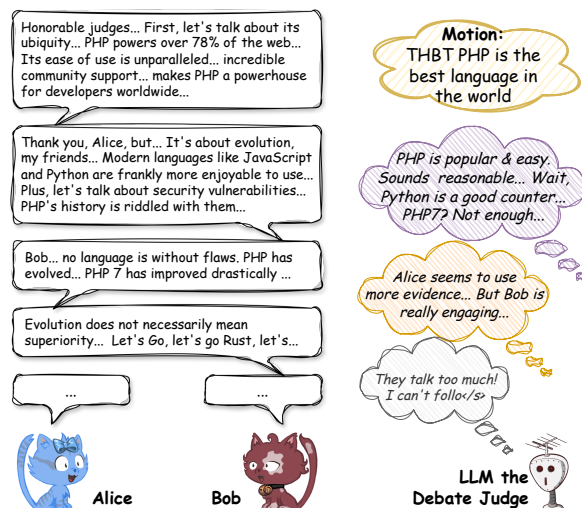 Honorable judges... First, let's talk about its
ubiquity... PHP powers over 78% of the web...
Its ease of use is unparalleled... incredible
community support... makes PHP a powerhouse
for developers worldwide...
Thank you, Alice, but... It's about evolution,
my friends... Modern languages like JavaScript
and Python are frankly more enjoyable to use...
Plus, let's talk about security vulnerabilities...
PHP's history is riddled with them...
Bob... no language is without flaws. PHP has
evolved... PHP 7 has improved drastically ...
Evolution does not necessarily mean
superiority... Let's Go, let's go Rust, let's...
...
...
Alice
Bob
Motion:
THBT PHP is the
best language in
the world
PHP is popular & easy.
Sounds reasonable... Wait,
Python is a good counter...
PHP7? Not enough...
Alice seems to use
more evidence... But Bob is
really engaging...
They talk too much!
I can't follo</s>
LLM the
Debate Judge